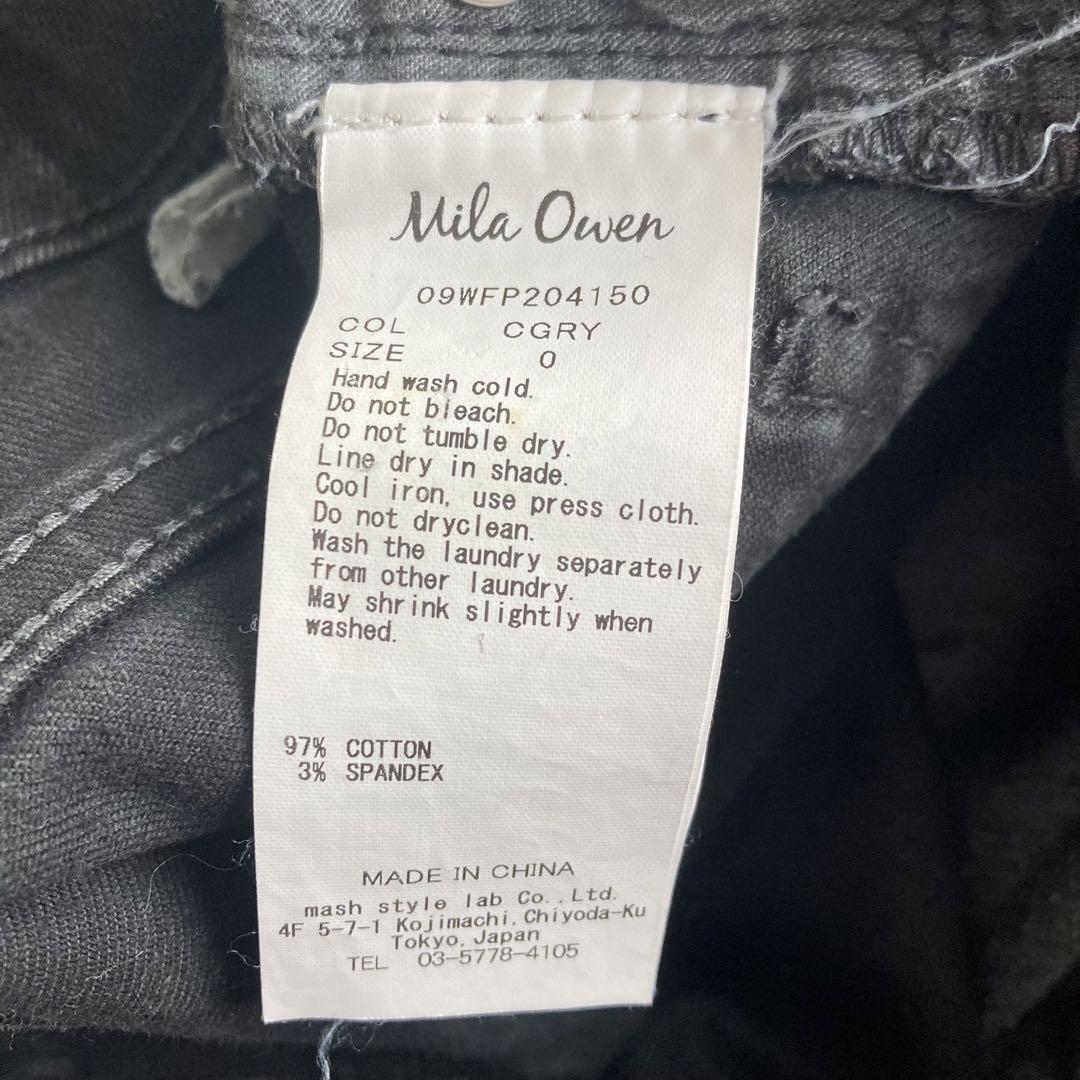 Mila Owen
09WFP204150
COL CGRY
SIZE 0
Hand wash cold.
Do not bleach.
Do not tumble dry.
Line dry in shade.
Cool iron, use press cloth.
Do not dryclean.
Wash the laundry separately
from other laundry.
May shrink slightly when
washed.
97% COTTON
3% SPANDEX
MADE IN CHINA
mash style lab Co.,Ltd.
4F 5-7-1 Kojimachi, Chiyoda-Ku
Tokyo, Japan
TEL 03-5778-4105